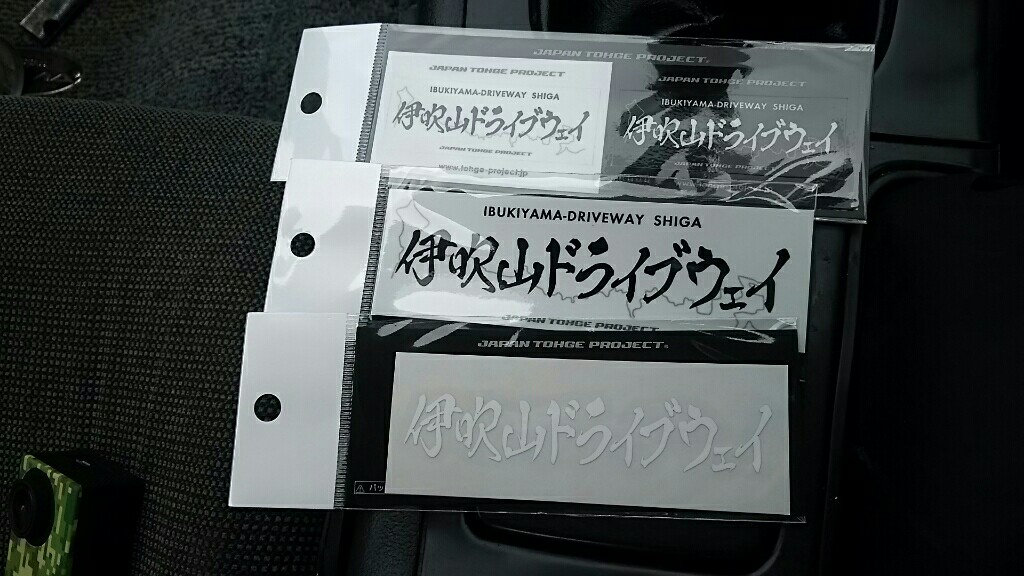 JAPAN TOHGE PROJECT®
JAPAN TOHGE PROJECT
IBUKIYAMA-DRIVEWAY SHIGA
伊吹山ドライブウェイ
JAPAN TOHGE PROJECT
www.tohge-project.jp
JAPAN TOHGE PROJECT
IBUKIYAMA-DRIVEWAY SHIGA
伊吹山ドライブウェイ
JAPAN TOHGE PROJECT
IBUKIYAMA-DRIVEWAY SHIGA
伊吹山ドライブウェイ
JAPAN TOHGE PROJECT
JAPAN TOHGE PROJECT®
伊吹山ドライブウェイ